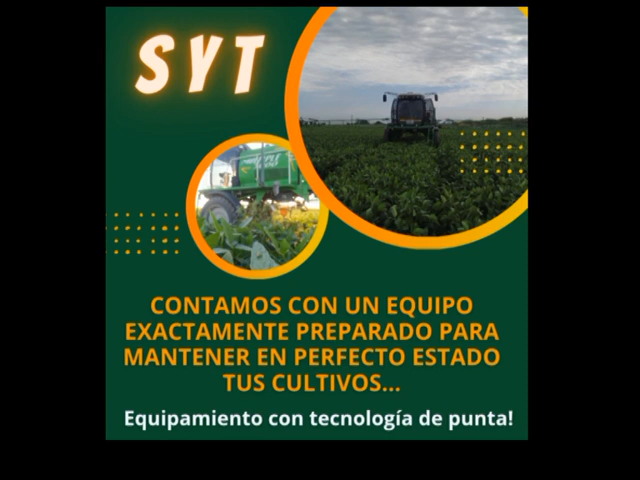 SYT
CONTAMOS CON UN EQUIPO
EXACTAMENTE PREPARADO PARA
MANTENER EN PERFECTO ESTADO
TUS CULTIVOS...
Equipamiento con tecnología de punta!